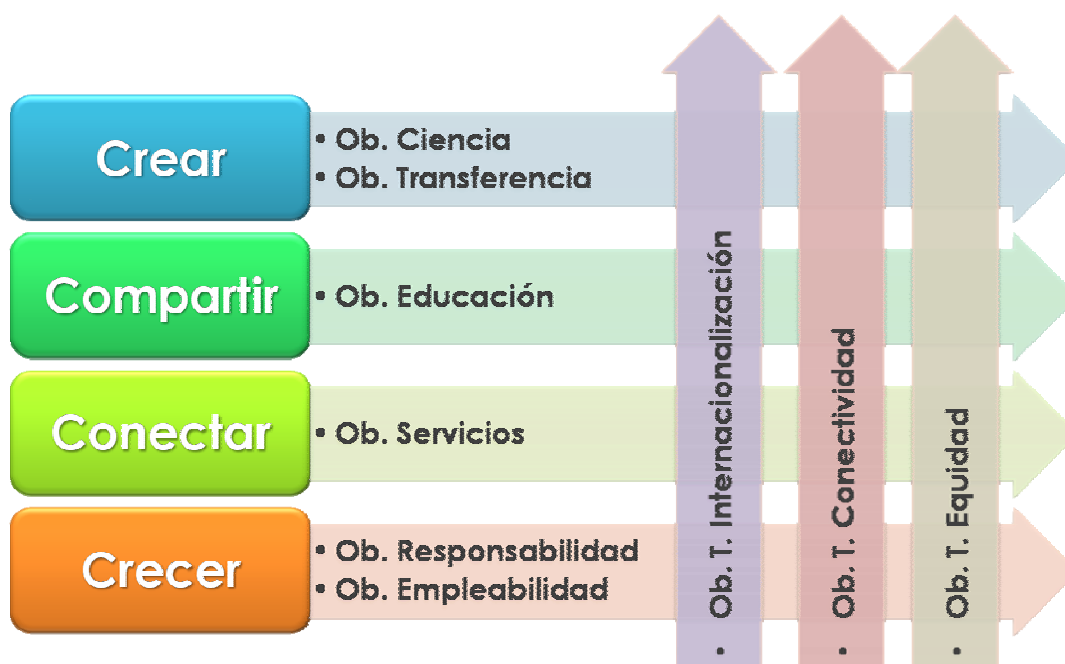 Crear
• Ob. Ciencia
• Ob. Transferencia
Compartir
• Ob. Educación
Conectar
• Ob. Servicios
Crecer
• Ob. Responsabilidad
• Ob. Empleabilidad
• Ob. T. Internacionalización
• Ob. T. Conectividad
• Ob. T. Equidad